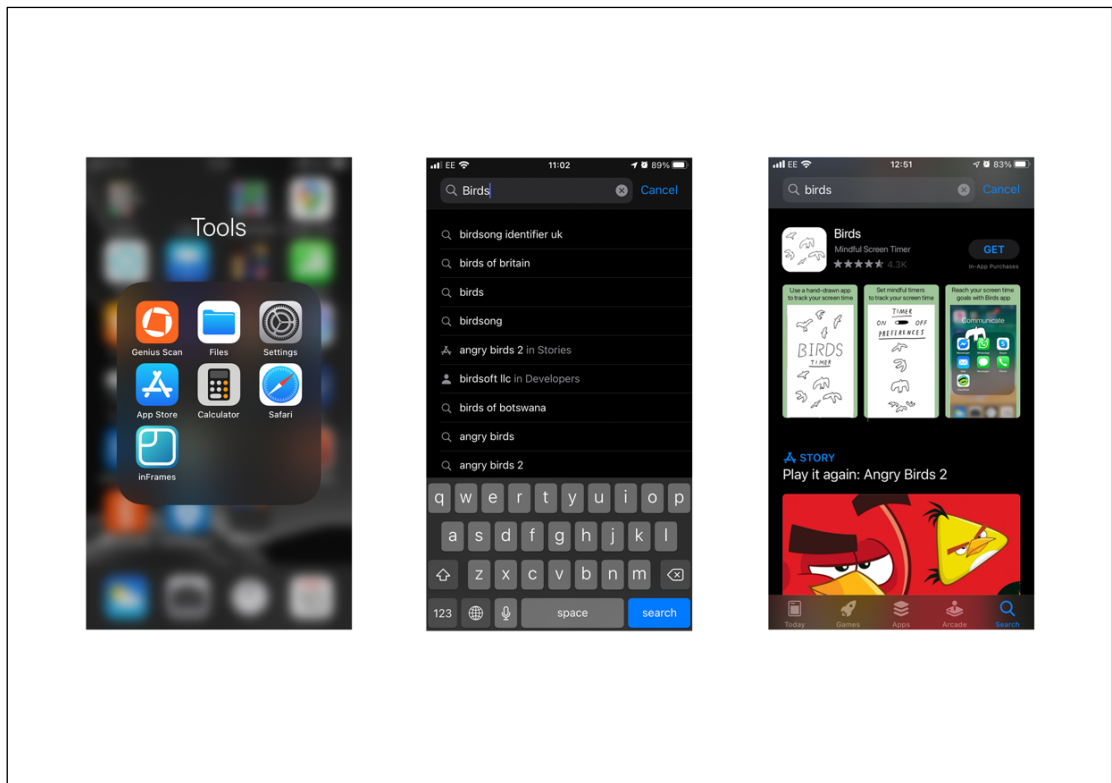 Tools
Genius Scan Files Settings
App Store Calculator Safari
inFrames
EE 11:02 89%
Birds Cancel
birdsong identifier uk
birds of britain
birds
birdsong
angry birds 2 in Stories
birdsoft llc in Developers
birds of botswana
angry birds
angry birds 2
q w e r t y u i o p
a s d f g h j k l
z x c v b n m
123 space search
EE 12:51 83%
birds Cancel
Birds
Mindful Screen Timer
GET
4.3K
In-App Purchases
Use a hand-drawn app
to track your screen time
BIRDS
TIMER
Set mindful timers
to track your screen time
TIMER
ON OFF
PREFERENCES
Reach your screen time
goals with Birds app
Communicate
STORY
Play it again: Angry Birds 2
Today Games Apps Arcade Search